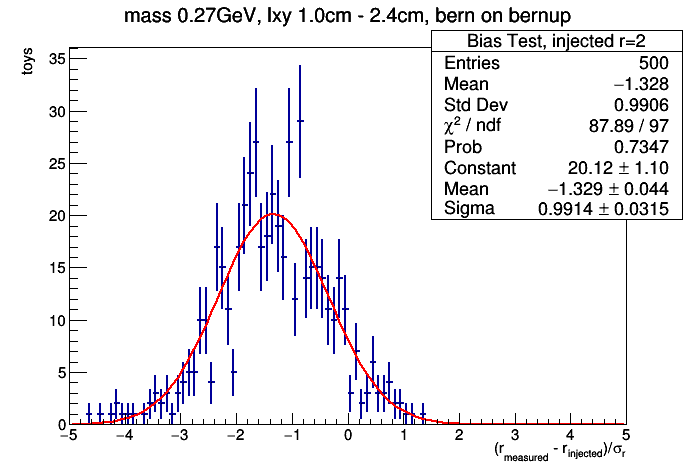 mass 0.27GeV, lxy 1.0cm - 2.4cm, bern on bernup
Bias Test, injected r=2
Entries 500
Mean −1.328
Std Dev 0.9906
χ² / ndf 87.89 / 97
Prob 0.7347
Constant 20.12 ± 1.10
Mean −1.329 ± 0.044
Sigma 0.9914 ± 0.0315
toys
35
30
25
20
15
10
5
0
−5 −4 −3 −2 −1 0 1 2 3 4 5
(r_measured - r_injected)/σ_r